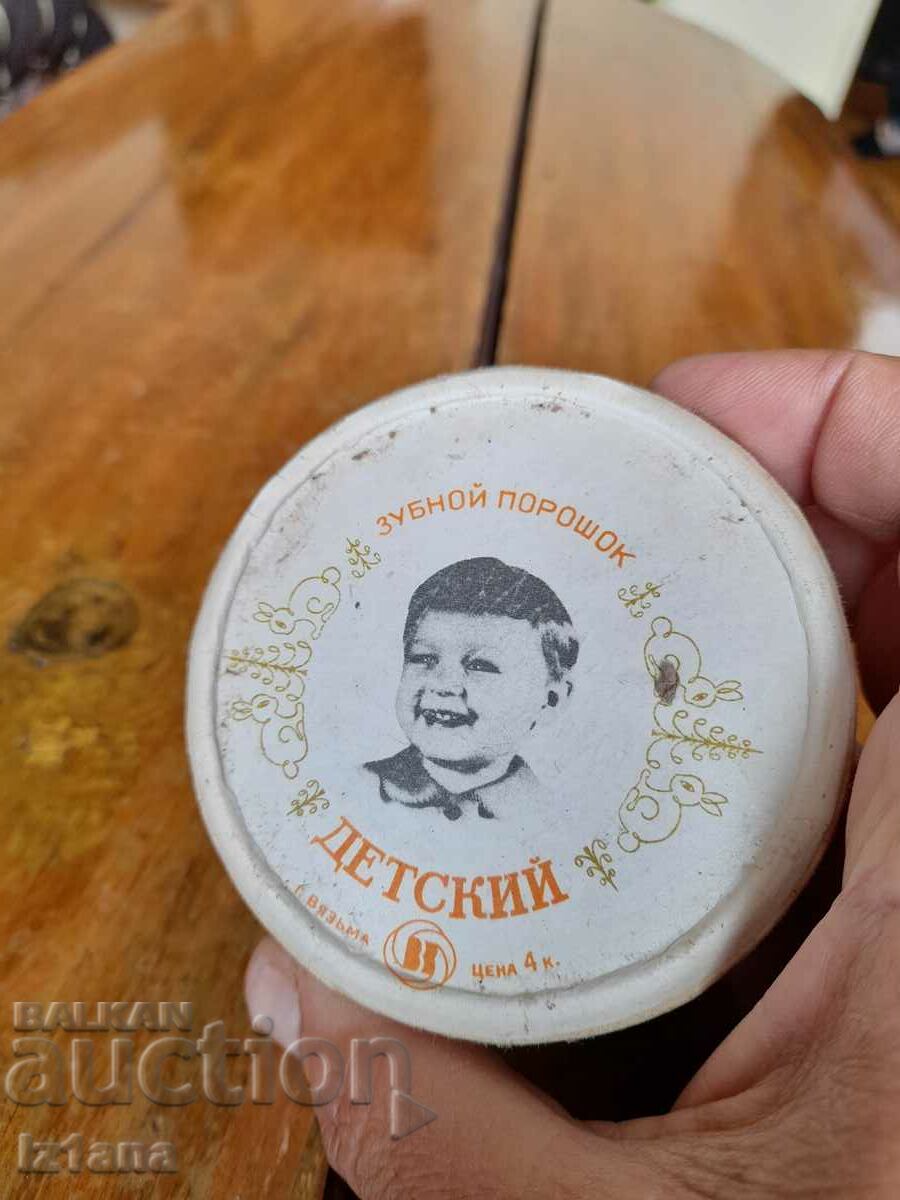 ЗУБНОЙ ПОРОШОК
ДЕТСКИЙ
г. ВЯЗЬМА
ЦЕНА 4 К.
BALKAN
auction
iz1ana